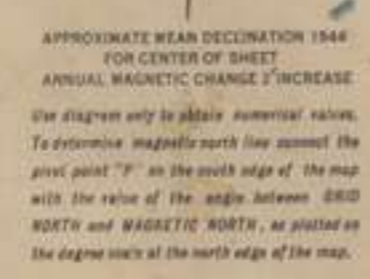 APPROXIMATE MEAN DECLINATION 1944
FOR CENTER OF SHEET
ANNUAL MAGNETIC CHANGE 2' INCREASE
Use diagram only to obtain numerical values.
To determine magnetic north line connect the
pivot point "P" on the south edge of the map
with the value of the angle between GRID
NORTH and MAGNETIC NORTH, as plotted on
the degree scale at the north edge of the map.